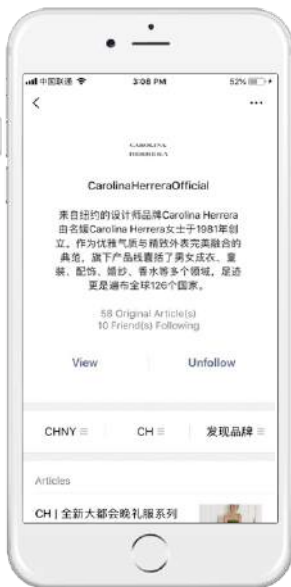 中国联通
3:08 PM
52%
CAROLINA
HERRERA
CarolinaHerreraOfficial
来自纽约的设计师品牌Carolina Herrera
由名媛Carolina Herrera女士于1981年创
立。作为优雅气质与精致外表完美融合的
典范，旗下产品线囊括了男女成衣、童
装、配饰、婚纱、香水等多个领域，足迹
更是遍布全球126个国家。
58 Original Article(s)
10 Friend(s) Following
View
Unfollow
CHNY
CH
发现品牌
Articles
CH | 全新大都会晚礼服系列